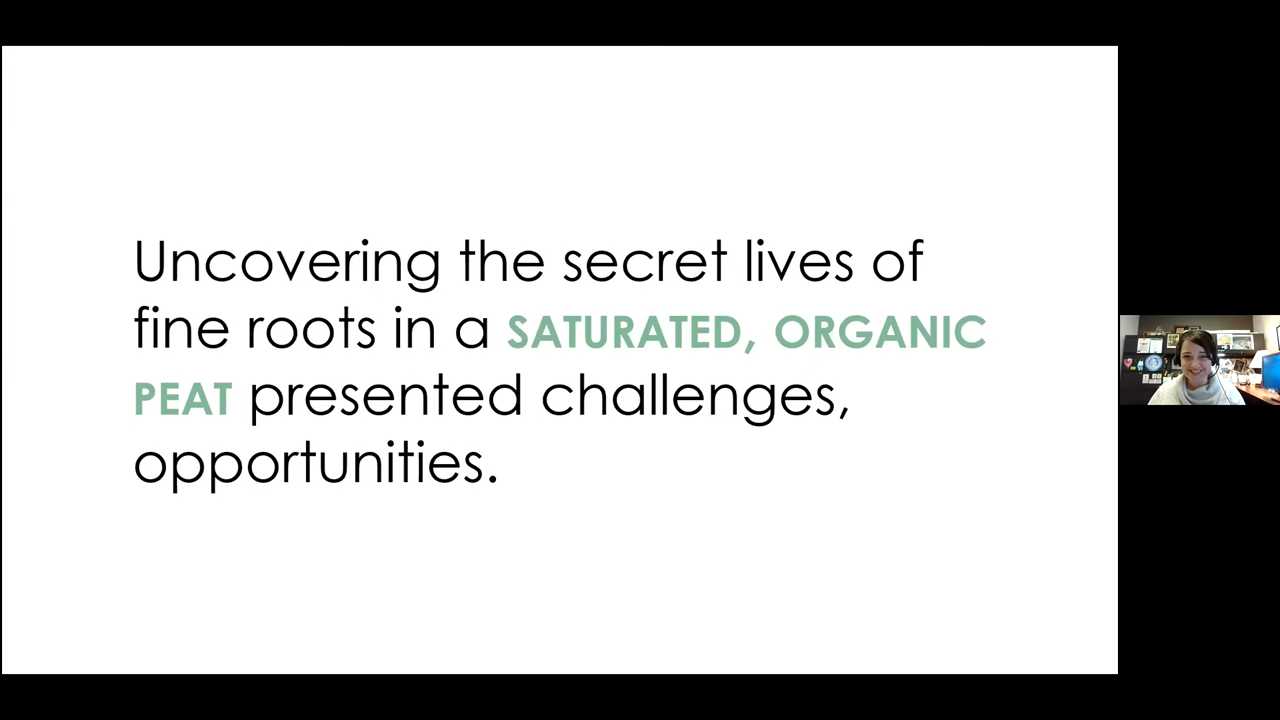 Uncovering the secret lives of
fine roots in a SATURATED, ORGANIC
PEAT presented challenges,
opportunities.